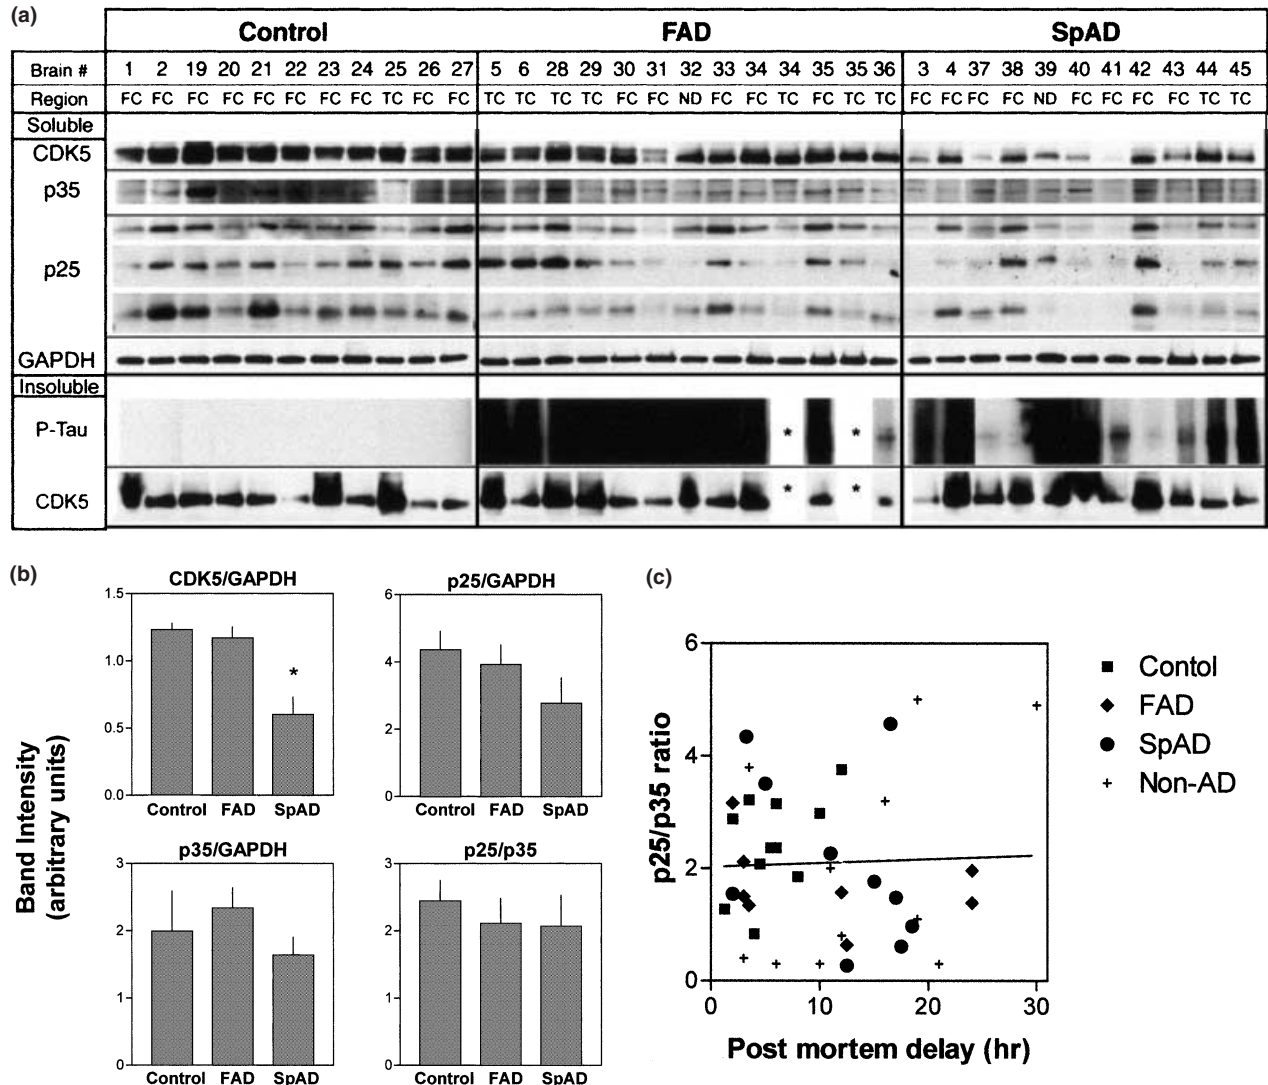 (a)
Control FAD SpAD
Brain # 1 2 19 20 21 22 23 24 25 26 27 5 6 28 29 30 31 32 33 34 34 35 35 36 3 4 37 38 39 40 41 42 43 44 45
Region FC FC FC FC FC FC FC FC TC FC FC TC TC TC TC FC FC ND FC FC TC FC TC TC FC FC FC FC ND FC FC FC FC TC TC
Soluble
CDK5
p35
p25
GAPDH
Insoluble
P-Tau * *
CDK5 * *
(b)
Band Intensity
(arbitrary units)
CDK5/GAPDH
1.5
1.0
0.5
0.0
*
Control FAD SpAD
p25/GAPDH
6
4
2
0
Control FAD SpAD
p35/GAPDH
3
2
1
0
Control FAD SpAD
p25/p35
3
2
1
0
Control FAD SpAD
(c)
p25/p35 ratio
6
4
2
0
0 10 20 30
Post mortem delay (hr)
Contol
FAD
SpAD
Non-AD